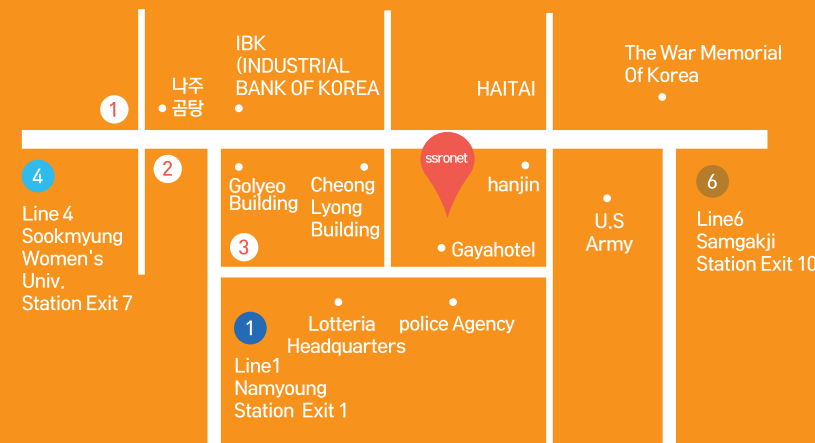 IBK
(INDUSTRIAL
BANK OF KOREA
나주
곰탕
HAITAI
The War Memorial
Of Korea
1
2
ssronet
4
Line 4
Sookmyung
Women's
Univ.
Station Exit 7
Golyeo
Building
3
Cheong
Lyong
Building
hanjin
Gayahotel
U.S
Army
6
Line6
Samgakji
Station Exit 10
1
Line1
Namyoung
Station Exit 1
Lotteria
Headquarters
police Agency